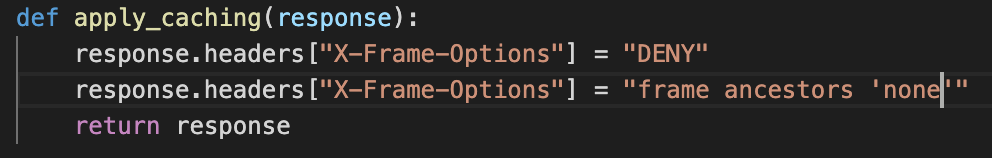 def apply_caching(response):
    response.headers["X-Frame-Options"] = "DENY"
    response.headers["X-Frame-Options"] = "frame ancestors 'none'"
    return response